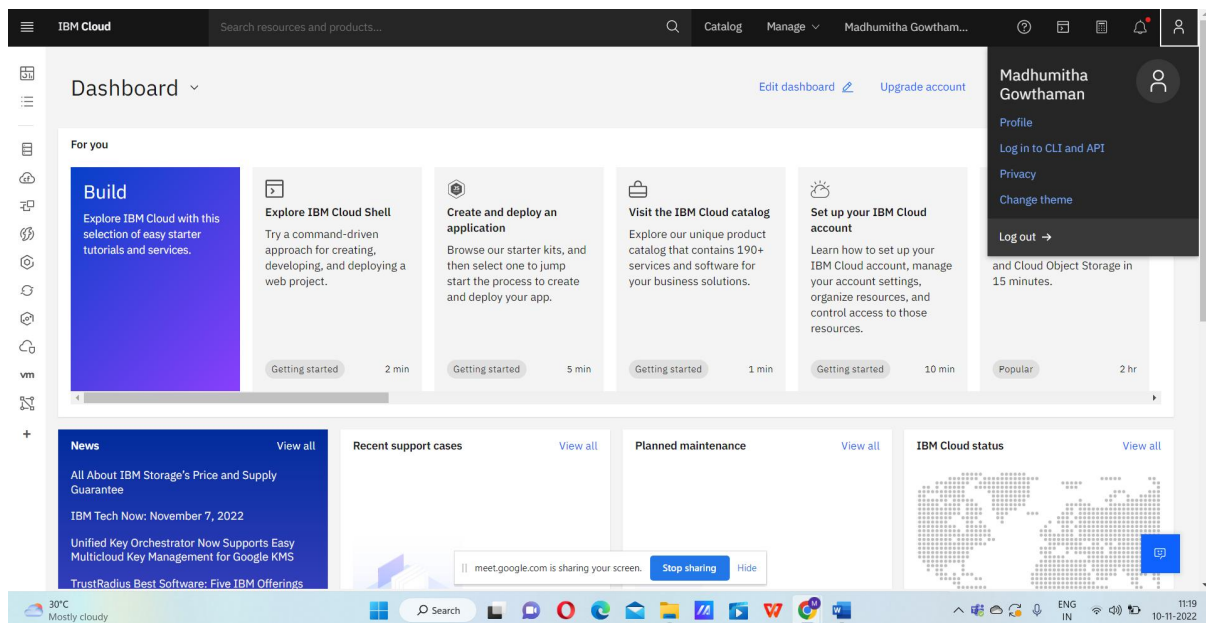 IBM Cloud
Search resources and products...
Catalog
Manage
Madhumitha Gowtham...
Dashboard
Edit dashboard
Upgrade account
Madhumitha
Gowthaman
Profile
Log in to CLI and API
Privacy
Change theme
Log out →
For you
Build
Explore IBM Cloud with this
selection of easy starter
tutorials and services.
Explore IBM Cloud Shell
Try a command-driven
approach for creating,
developing, and deploying a
web project.
Getting started
2 min
JS
Create and deploy an
application
Browse our starter kits, and
then select one to jump
start the process to create
and deploy your app.
Getting started
5 min
Visit the IBM Cloud catalog
Explore our unique product
catalog that contains 190+
services and software for
your business solutions.
Getting started
1 min
Set up your IBM Cloud
account
Learn how to set up your
IBM Cloud account, manage
your account settings,
organize resources, and
control access to those
resources.
Getting started
10 min
and Cloud Object Storage in
15 minutes.
Popular
2 hr
vm
News
View all
All About IBM Storage's Price and Supply
Guarantee
IBM Tech Now: November 7, 2022
Unified Key Orchestrator Now Supports Easy
Multicloud Key Management for Google KMS
TrustRadius Best Software: Five IBM Offerings
Recent support cases
View all
Planned maintenance
View all
IBM Cloud status
View all
meet.google.com is sharing your screen.
Stop sharing
Hide
30°C
Mostly cloudy
Search
ENG
IN
11:19
10-11-2022